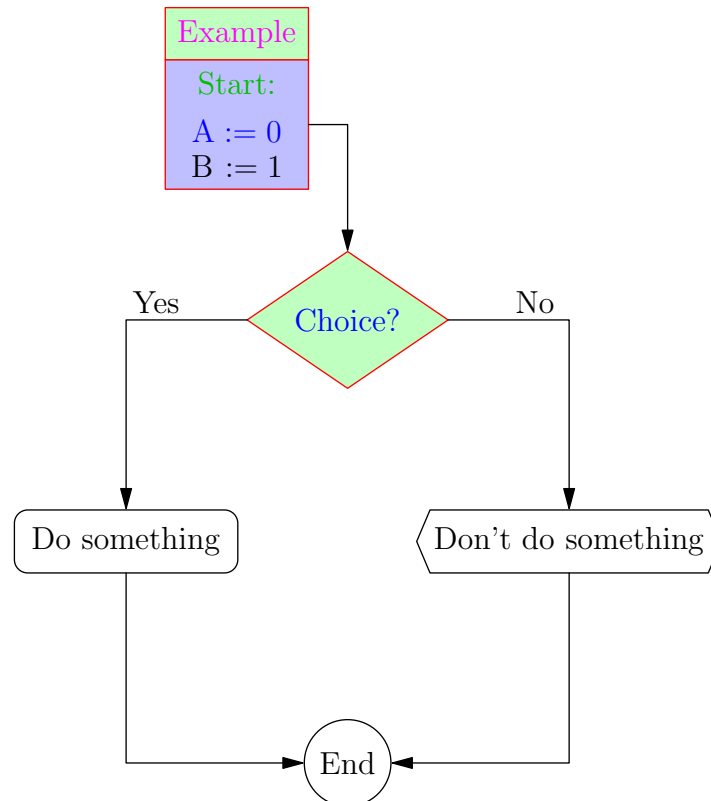 Example
Start:
A := 0
B := 1
Yes
No
Choice?
Do something
Don't do something
End